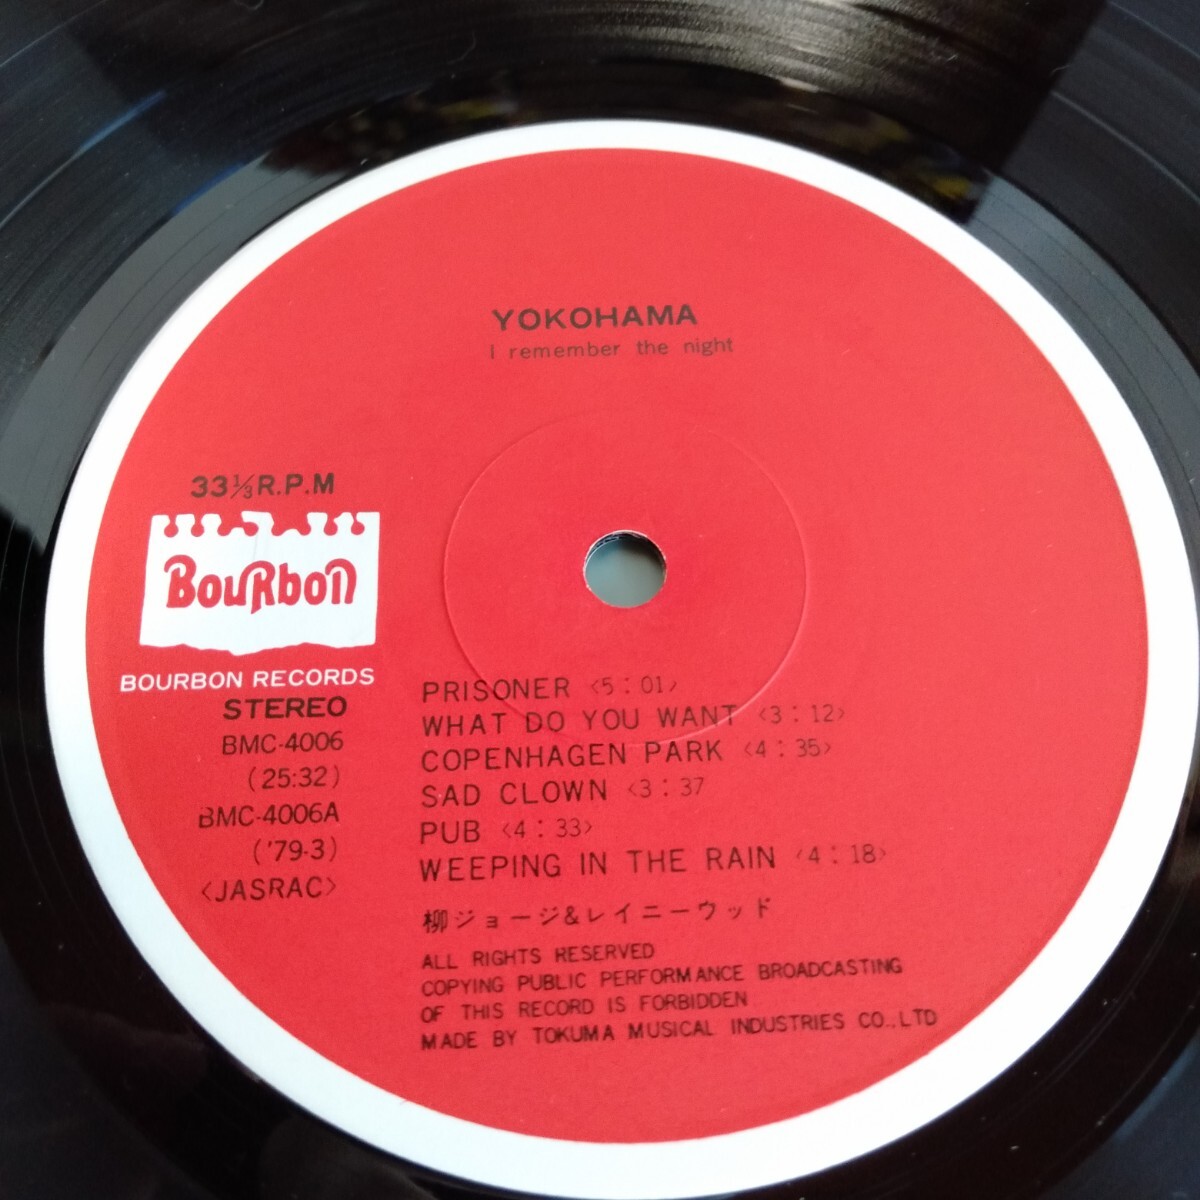 YOKOHAMA
I remember the night
33⅓R.P.M
BouRbon
BOURBON RECORDS
STEREO
BMC-4006
(25:32)
BMC-4006A
('79・3)
<JASRAC>
PRISONER <5:01>
WHAT DO YOU WANT <3:12>
COPENHAGEN PARK <4:35>
SAD CLOWN <3:37
PUB <4:33>
WEEPING IN THE RAIN <4:18>
柳ジョージ&レイニーウッド
ALL RIGHTS RESERVED
COPYING PUBLIC PERFORMANCE BROADCASTING
OF THIS RECORD IS FORBIDDEN
MADE BY TOKUMA MUSICAL INDUSTRIES CO.,LTD